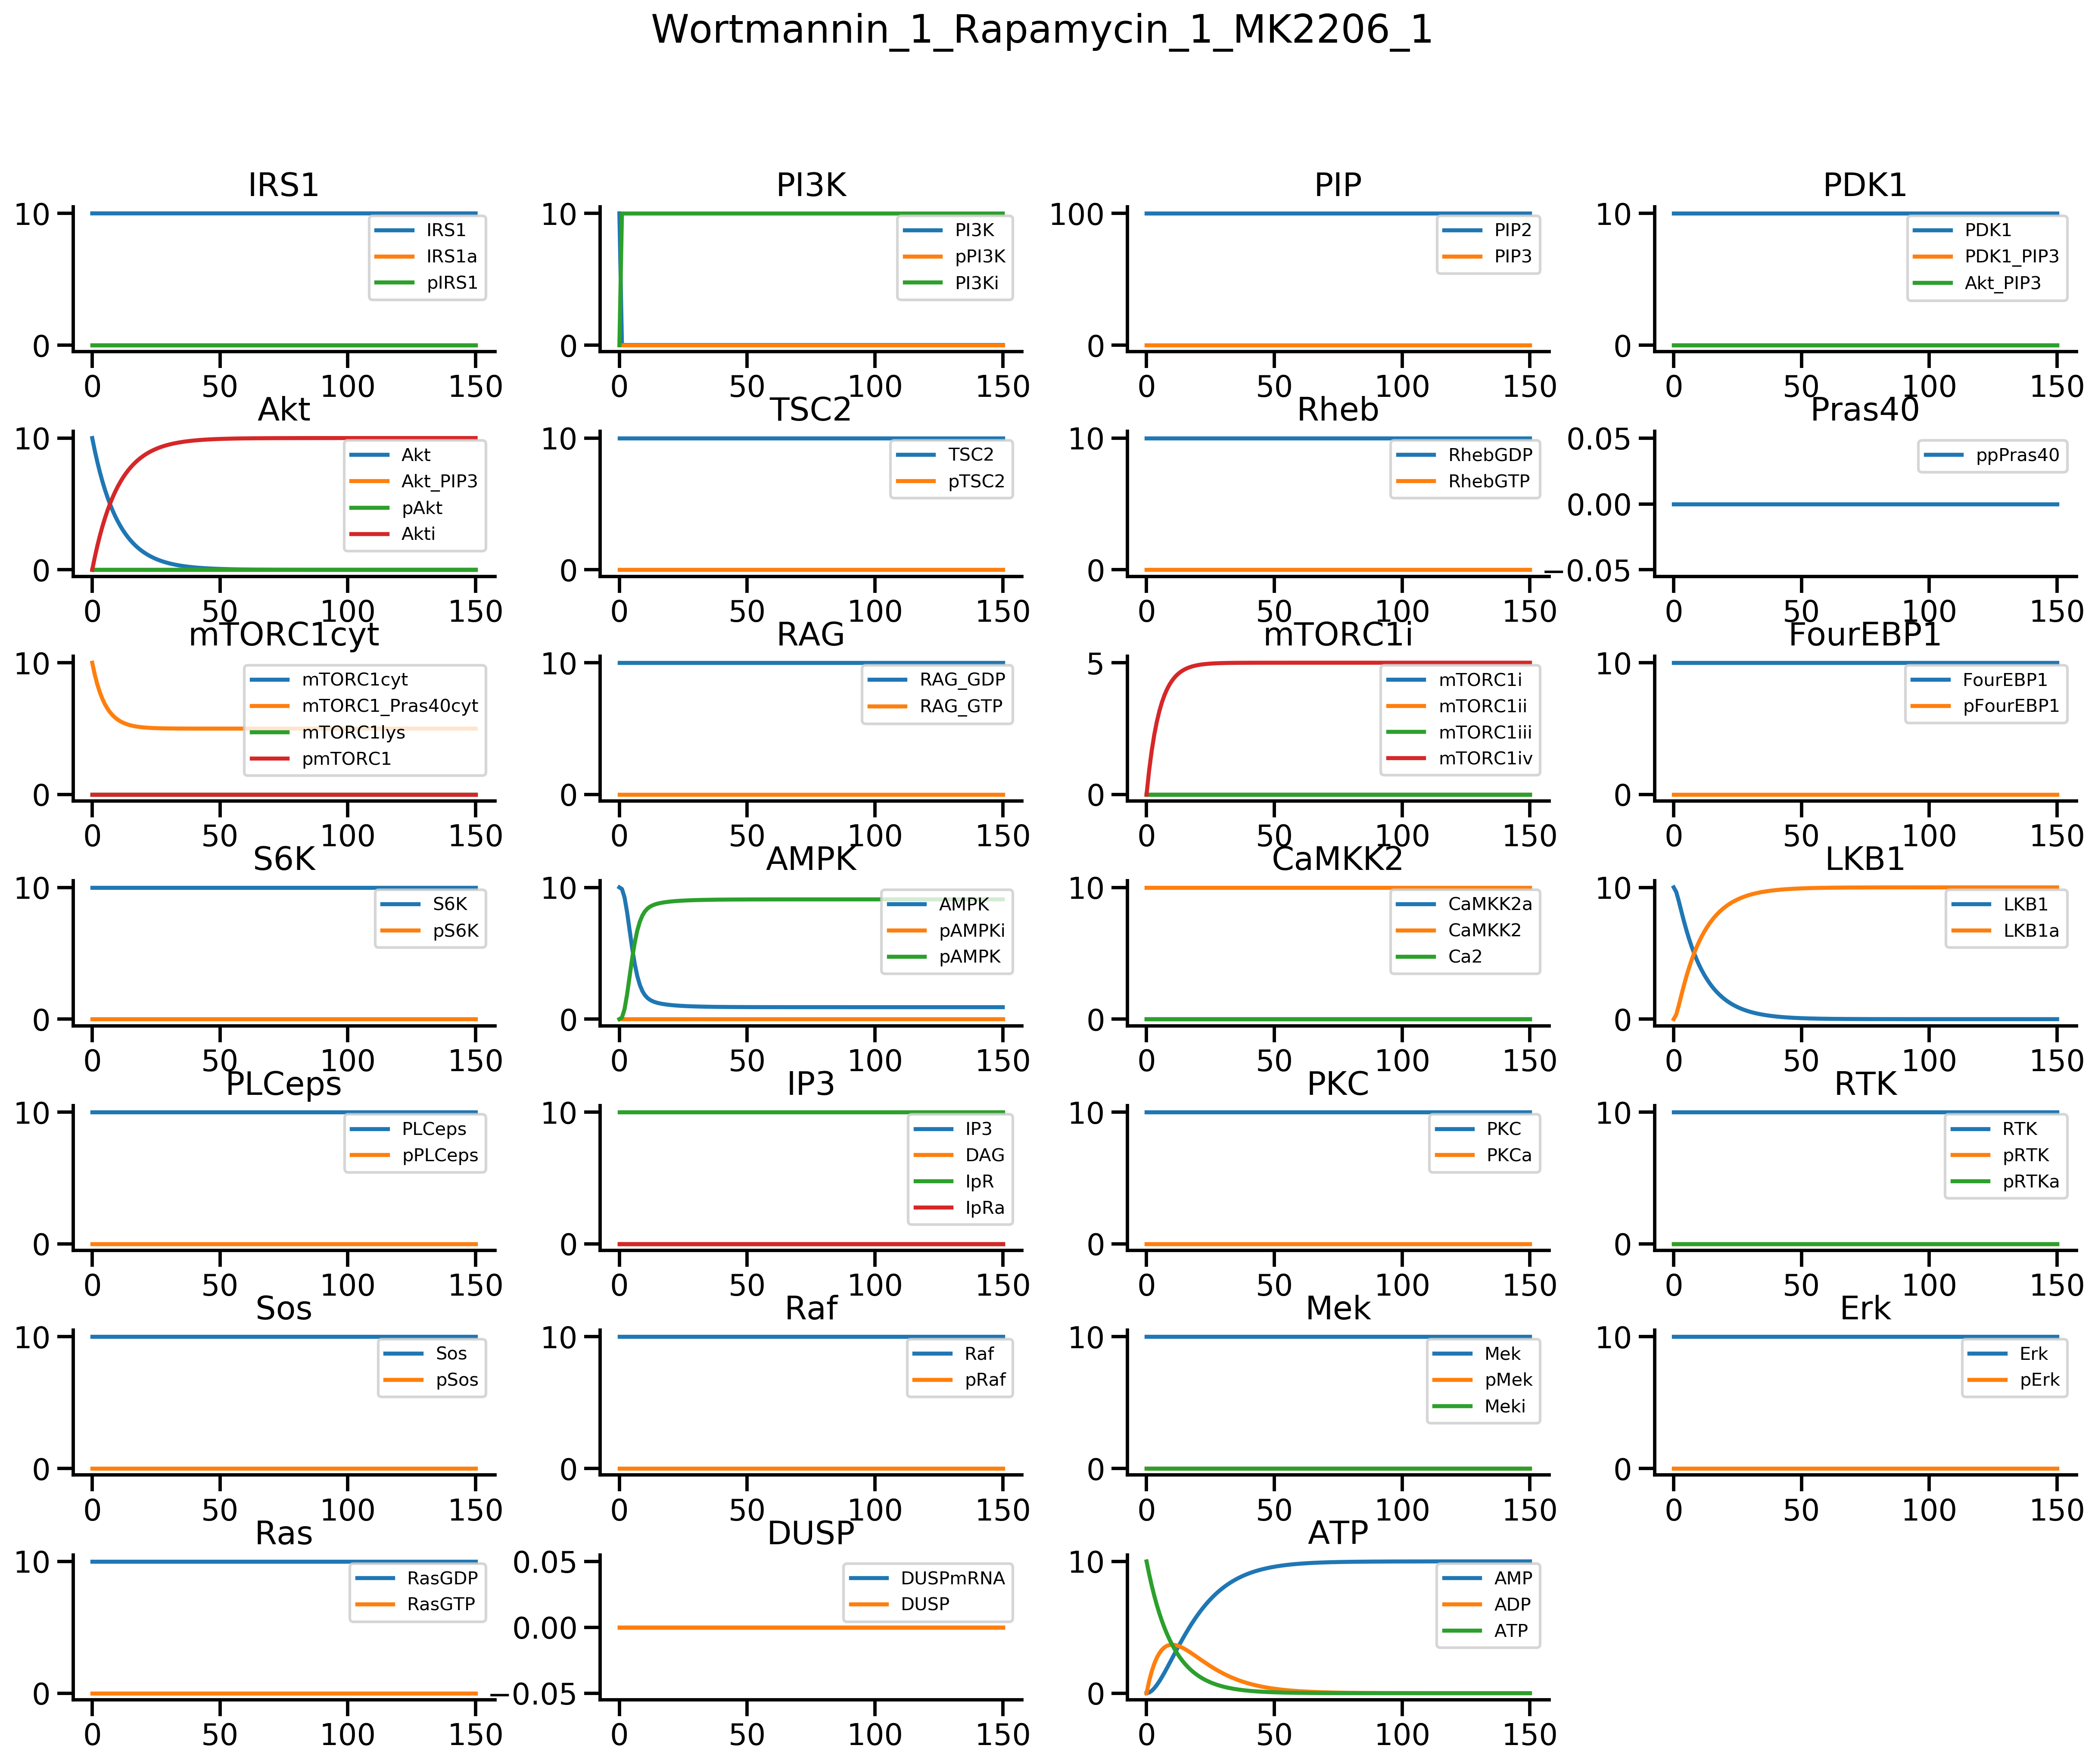 Wortmannin_1_Rapamycin_1_MK2206_1
IRS1
10
0
0 50 100 150
IRS1
IRS1a
pIRS1
PI3K
10
0
0 50 100 150
PI3K
pPI3K
PI3Ki
PIP
100
0
0 50 100 150
PIP2
PIP3
PDK1
10
0
0 50 100 150
PDK1
PDK1_PIP3
Akt_PIP3
Akt
10
0
0 50 100 150
Akt
Akt_PIP3
pAkt
Akti
TSC2
10
0
0 50 100 150
TSC2
pTSC2
Rheb
10
0
0 50 100 150
RhebGDP
RhebGTP
Pras40
0.05
0.00
−0.05
0 50 100 150
ppPras40
mTORC1cyt
10
0
0 50 100 150
mTORC1cyt
mTORC1_Pras40cyt
mTORC1lys
pmTORC1
RAG
10
0
0 50 100 150
RAG_GDP
RAG_GTP
mTORC1i
5
0
0 50 100 150
mTORC1i
mTORC1ii
mTORC1iii
mTORC1iv
FourEBP1
10
0
0 50 100 150
FourEBP1
pFourEBP1
S6K
10
0
0 50 100 150
S6K
pS6K
AMPK
10
0
0 50 100 150
AMPK
pAMPKi
pAMPK
CaMKK2
10
0
0 50 100 150
CaMKK2a
CaMKK2
Ca2
LKB1
10
0
0 50 100 150
LKB1
LKB1a
PLCeps
10
0
0 50 100 150
PLCeps
pPLCeps
IP3
10
0
0 50 100 150
IP3
DAG
IpR
IpRa
PKC
10
0
0 50 100 150
PKC
PKCa
RTK
10
0
0 50 100 150
RTK
pRTK
pRTKa
Sos
10
0
0 50 100 150
Sos
pSos
Raf
10
0
0 50 100 150
Raf
pRaf
Mek
10
0
0 50 100 150
Mek
pMek
Meki
Erk
10
0
0 50 100 150
Erk
pErk
Ras
10
0
0 50 100 150
RasGDP
RasGTP
DUSP
0.05
0.00
−0.05
0 50 100 150
DUSPmRNA
DUSP
ATP
10
0
0 50 100 150
AMP
ADP
ATP